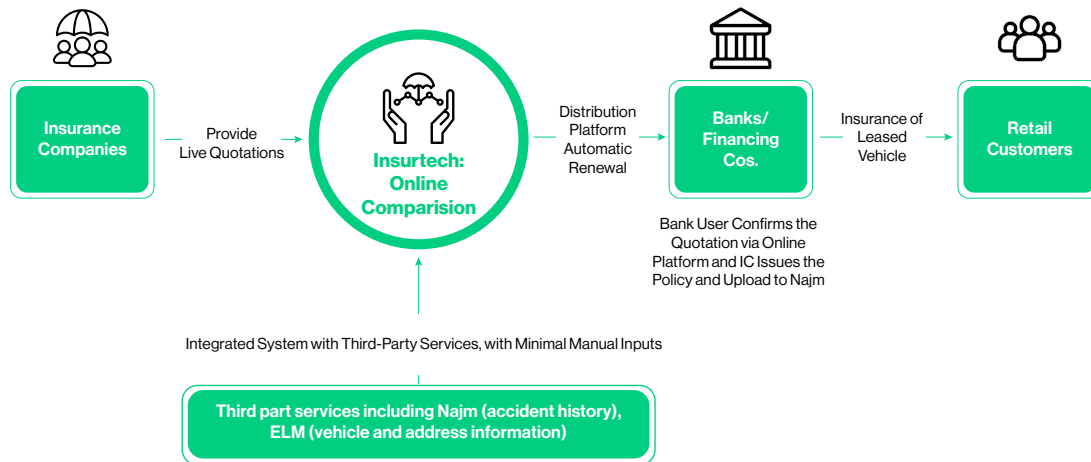 Insurance
Companies
Provide
Live Quotations
Insurtech:
Online
Comparision
Distribution
Platform
Automatic
Renewal
Banks/
Financing
Cos.
Insurance of
Leased
Vehicle
Retail
Customers
Bank User Confirms the
Quotation via Online
Platform and IC Issues the
Policy and Upload to Najm
Integrated System with Third-Party Services, with Minimal Manual Inputs
Third part services including Najm (accident history),
ELM (vehicle and address information)